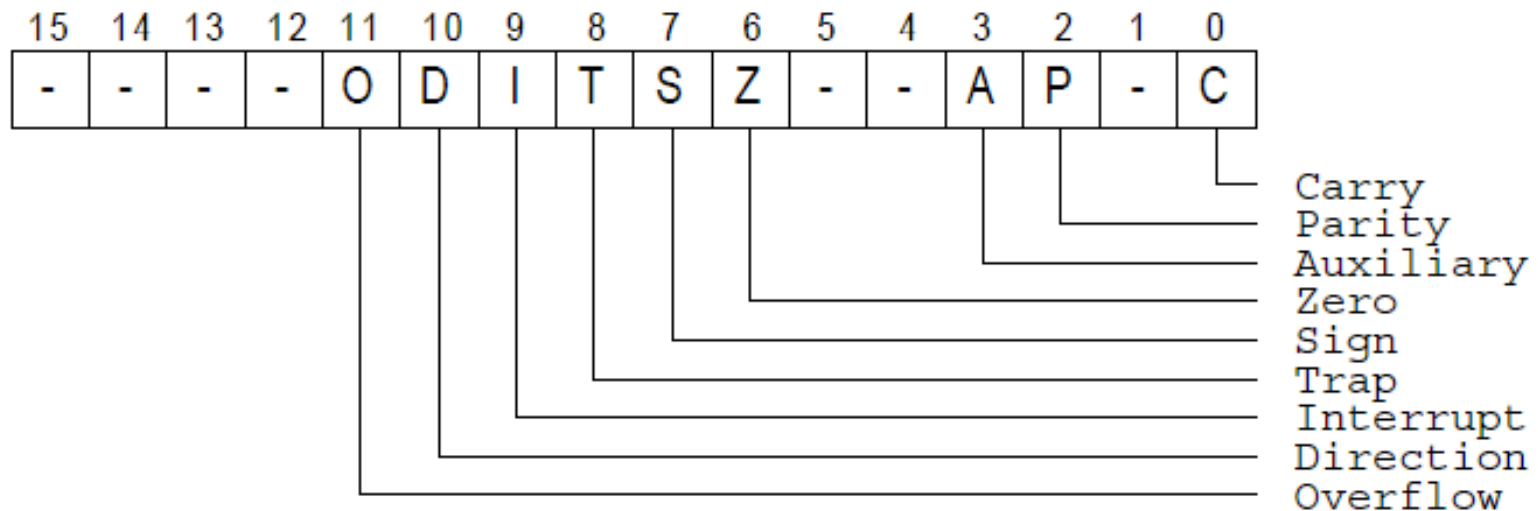 15 14 13 12 11 10 9 8 7 6 5 4 3 2 1 0
- - - - O D I T S Z - - A P - C
Carry
Parity
Auxiliary
Zero
Sign
Trap
Interrupt
Direction
Overflow